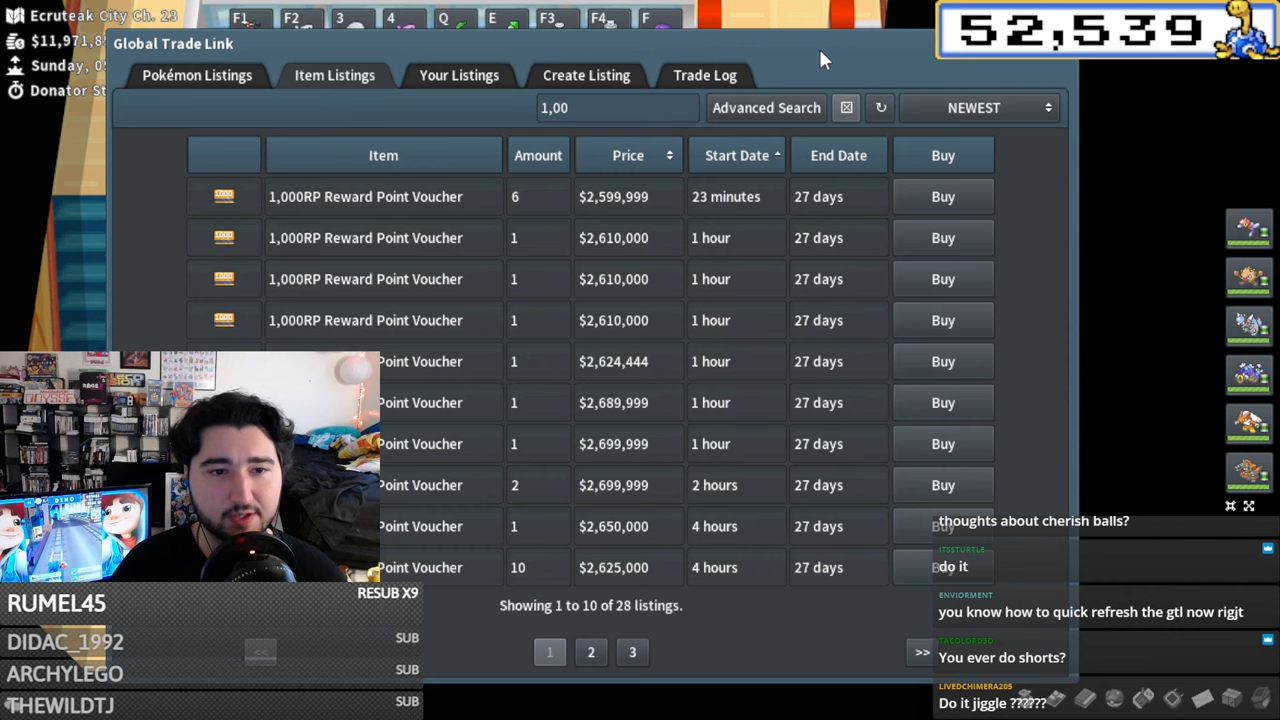 Ecruteak City Ch. 23
F1 F2 3 4 Q E F3 F4 F
52,539
$11,971,8
Sunday, 0
Donator St
Global Trade Link
Pokémon Listings Item Listings Your Listings Create Listing Trade Log
1,00 Advanced Search NEWEST
Item Amount Price Start Date End Date Buy
1,000RP Reward Point Voucher 6 $2,599,999 23 minutes 27 days Buy
1,000RP Reward Point Voucher 1 $2,610,000 1 hour 27 days Buy
1,000RP Reward Point Voucher 1 $2,610,000 1 hour 27 days Buy
1,000RP Reward Point Voucher 1 $2,610,000 1 hour 27 days Buy
Point Voucher 1 $2,624,444 1 hour 27 days Buy
Point Voucher 1 $2,689,999 1 hour 27 days Buy
Point Voucher 1 $2,699,999 1 hour 27 days Buy
Point Voucher 2 $2,699,999 2 hours 27 days Buy
Point Voucher 1 $2,650,000 4 hours 27 days
Point Voucher 10 $2,625,000 4 hours 27 days
Showing 1 to 10 of 28 listings.
<< 1 2 3 >>
thoughts about cherish balls?
ITSSTURTLE
do it
ENVIORMENT
you know how to quick refresh the gtl now rigjt
TACOLORD3D
You ever do shorts?
LIVEDCHIMERA205
Do it jiggle ??????
RUMEL45 RESUB X9
DIDAC_1992 SUB
ARCHYLEGO SUB
THEWILDTJ SUB